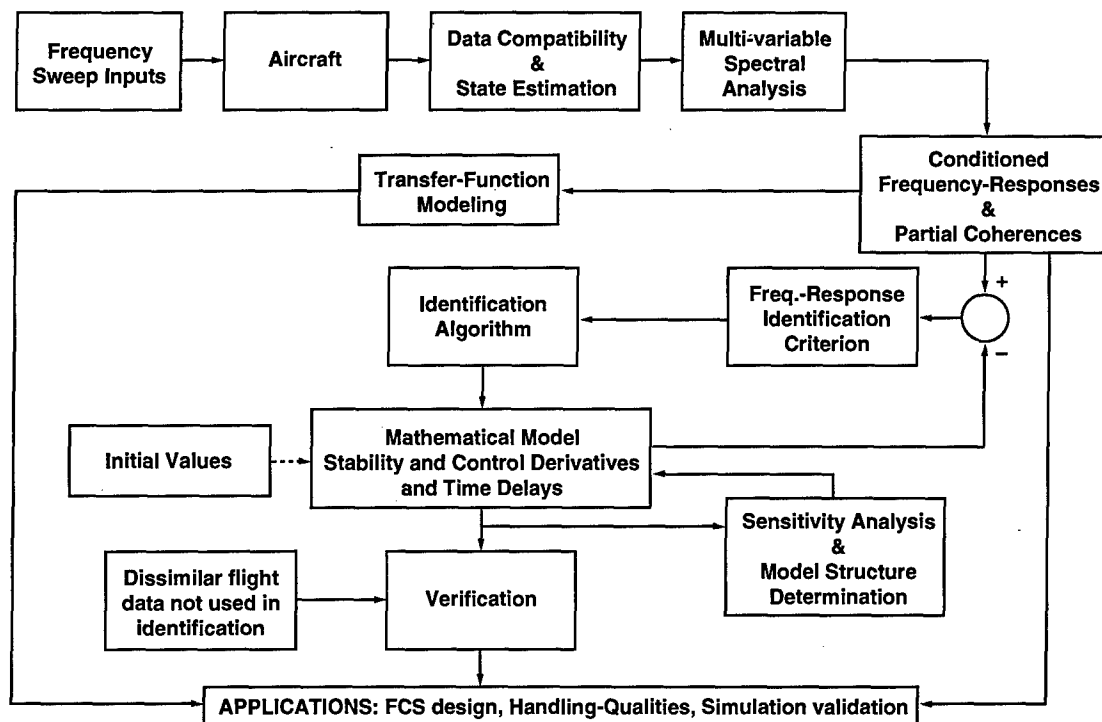 Frequency
Sweep Inputs
Aircraft
Data Compatibility
&
State Estimation
Multi-variable
Spectral
Analysis
Conditioned
Frequency-Responses
&
Partial Coherences
Transfer-Function
Modeling
+
−
Freq.-Response
Identification
Criterion
Identification
Algorithm
Initial Values
Mathematical Model
Stability and Control Derivatives
and Time Delays
Sensitivity Analysis
&
Model Structure
Determination
Dissimilar flight
data not used in
identification
Verification
APPLICATIONS: FCS design, Handling-Qualities, Simulation validation